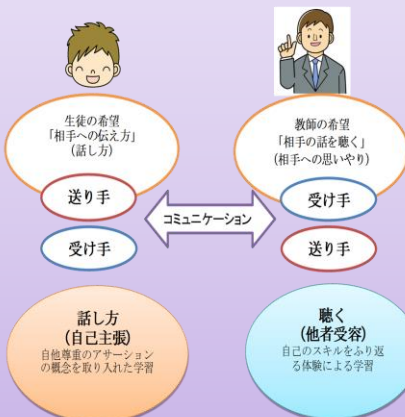 生徒の希望
「相手への伝え方」
(話し方)
送り手
受け手
コミュニケーション
教師の希望
「相手の話を聴く」
(相手への思いやり)
受け手
送り手
話し方
(自己主張)
自他尊重のアサーション
の概念を取り入れた学習
聴く
(他者受容)
自己のスキルをふり返
る体験による学習